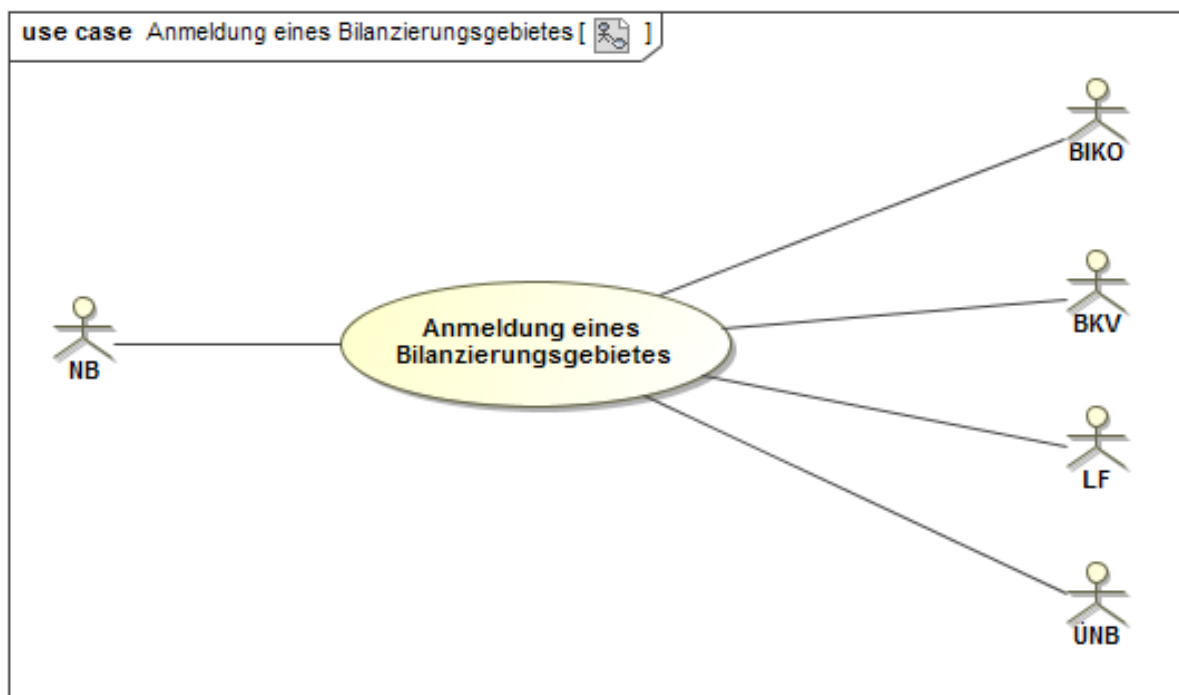 use case Anmeldung eines Bilanzierungsgebietes [ ]
BIKO
BKV
Anmeldung eines
Bilanzierungsgebietes
NB
LF
ÜNB